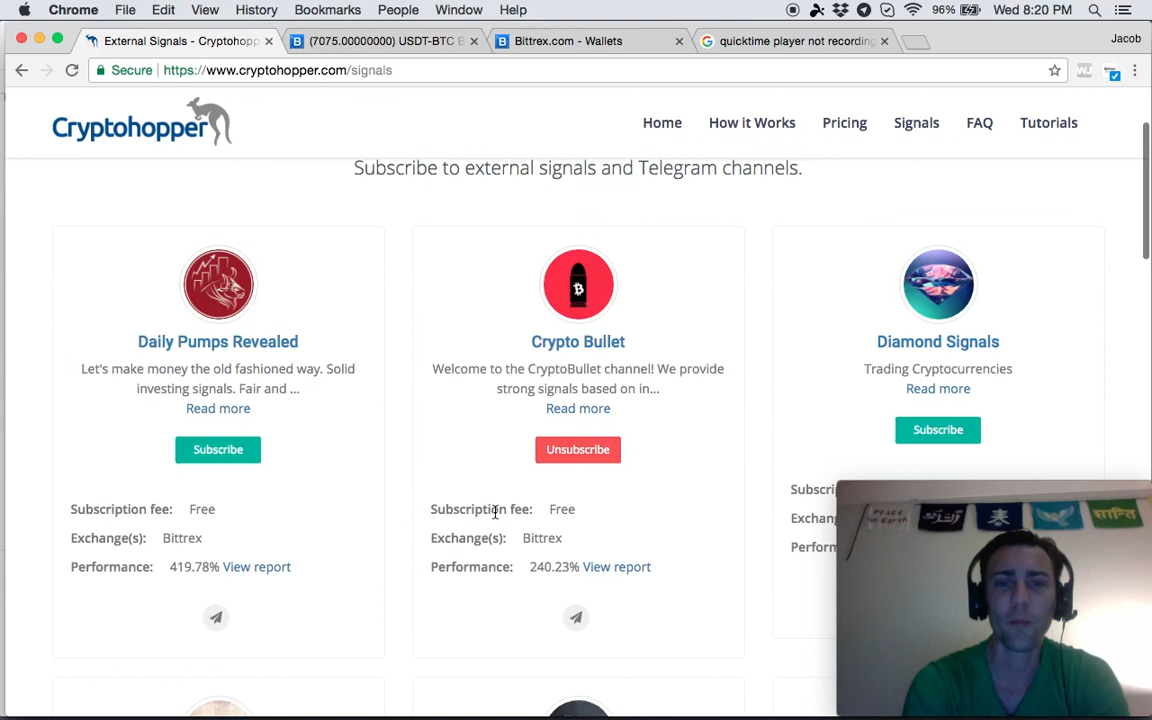 Chrome File Edit View History Bookmarks People Window Help 96% Wed 8:20 PM
External Signals - Cryptohopp (7075.00000000) USDT-BTC B Bittrex.com - Wallets quicktime player not recording Jacob
Secure https://www.cryptohopper.com/signals
Cryptohopper Home How it Works Pricing Signals FAQ Tutorials
Subscribe to external signals and Telegram channels.
Daily Pumps Revealed
Let's make money the old fashioned way. Solid
investing signals. Fair and ...
Read more
Subscribe
Subscription fee: Free
Exchange(s): Bittrex
Performance: 419.78% View report
Crypto Bullet
Welcome to the CryptoBullet channel! We provide
strong signals based on in...
Read more
Unsubscribe
Subscription fee: Free
Exchange(s): Bittrex
Performance: 240.23% View report
Diamond Signals
Trading Cryptocurrencies
Read more
Subscribe
Subscri
Exchan
Perforn
PEACE
शान्ति